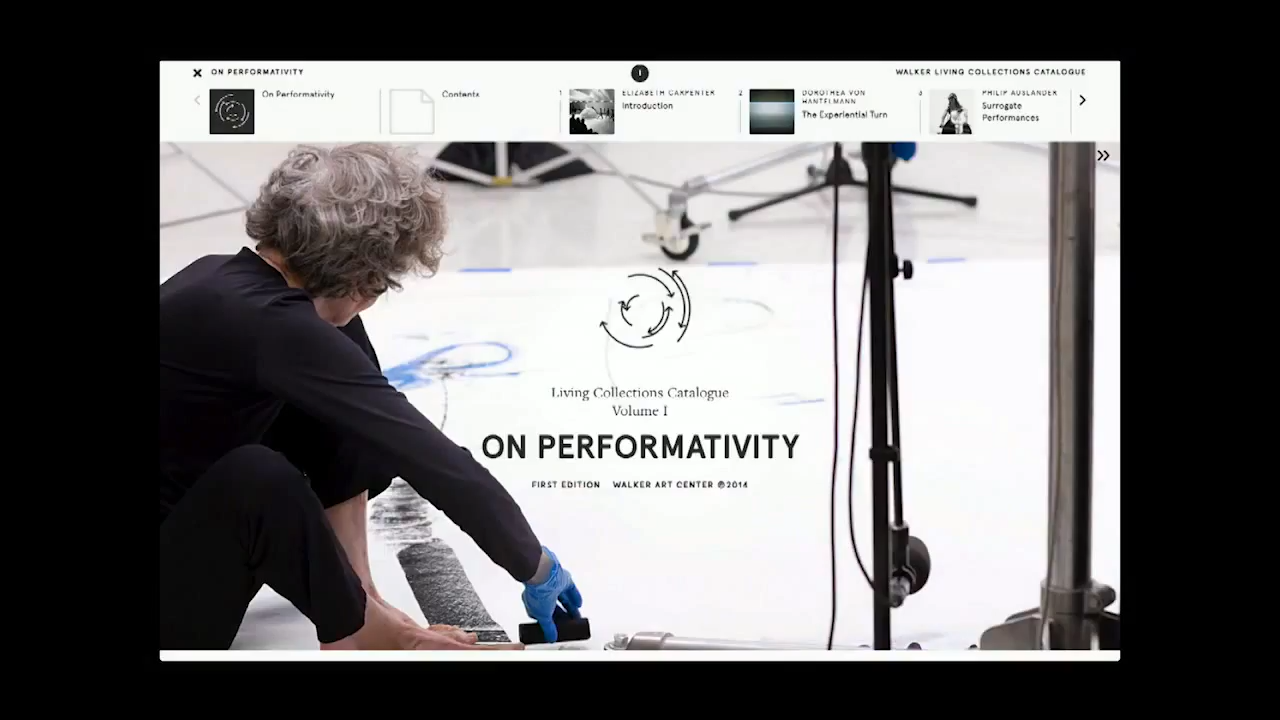 ON PERFORMATIVITY
WALKER LIVING COLLECTIONS CATALOGUE
On Performativity
Contents
1
ELIZABETH CARPENTER
Introduction
2
DOROTHEA VON
HANTELMANN
The Experiential Turn
3
PHILIP AUSLANDER
Surrogate
Performances
Living Collections Catalogue
Volume I
ON PERFORMATIVITY
FIRST EDITION WALKER ART CENTER ℗2014